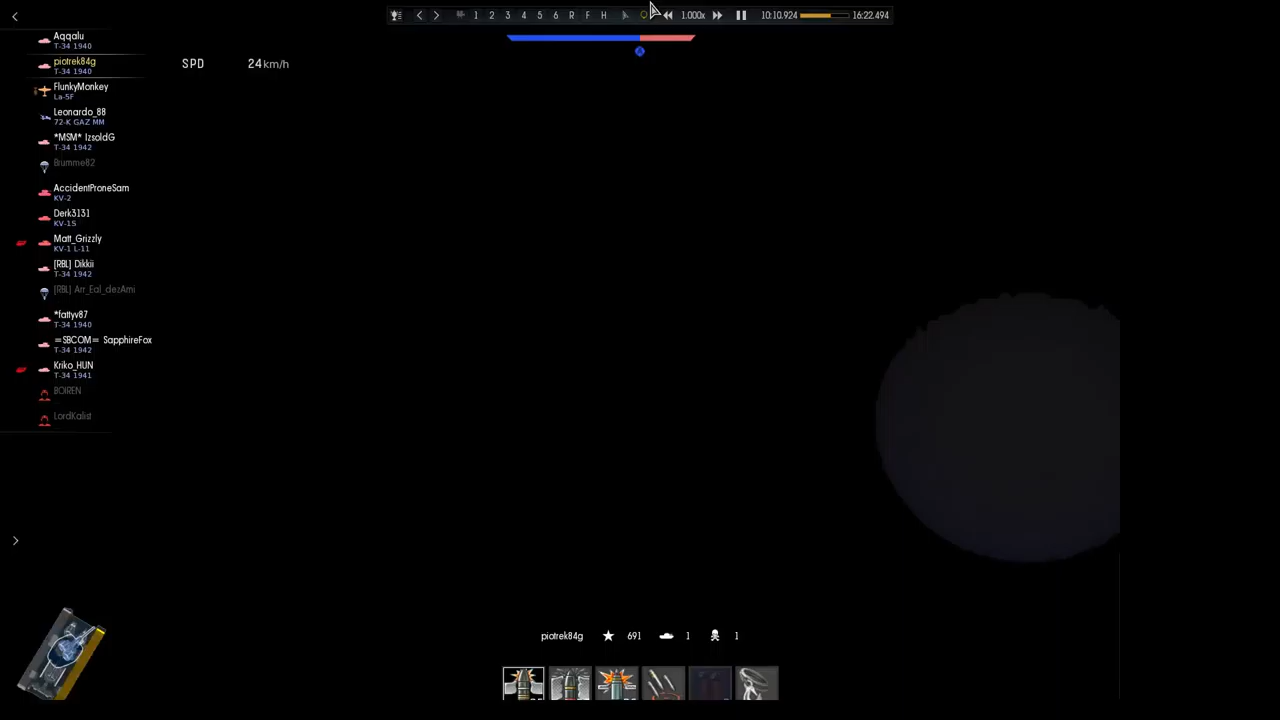 1 2 3 4 5 6 R F H 1.000x 10:10.924 16:22.494
Aqqalu
T-34 1940
piotrek84g
T-34 1940
SPD 24 km/h
FlunkyMonkey
La-5F
Leonardo_88
72-K GAZ MM
*MSM* IzsoldG
T-34 1942
Brumme82
AccidentProneSam
KV-2
Derk3131
KV-1S
Matt_Grizzly
KV-1 L-11
[RBL] Dikkii
T-34 1942
[RBL] Arr_Eal_dezAmi
*fattyv87
T-34 1940
=SBCOM= SapphireFox
T-34 1942
Kriko_HUN
T-34 1941
BOIREN
LordKalist
piotrek84g 691 1 1